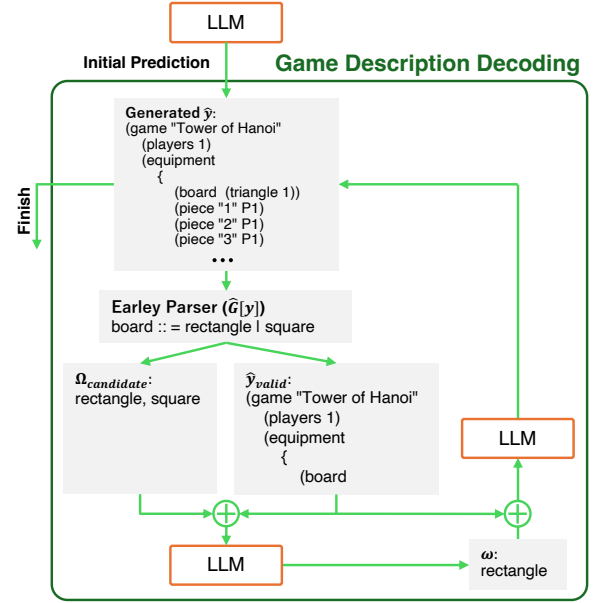 LLM
Initial Prediction
Game Description Decoding
Generated ŷ:
(game "Tower of Hanoi"
(players 1)
(equipment
{
(board (triangle 1))
(piece "1" P1)
(piece "2" P1)
(piece "3" P1)
•••
Finish
Earley Parser (Ĝ[y])
board :: = rectangle | square
Ω_candidate:
rectangle, square
ŷ_valid:
(game "Tower of Hanoi"
(players 1)
(equipment
{
(board
LLM
LLM
ω:
rectangle